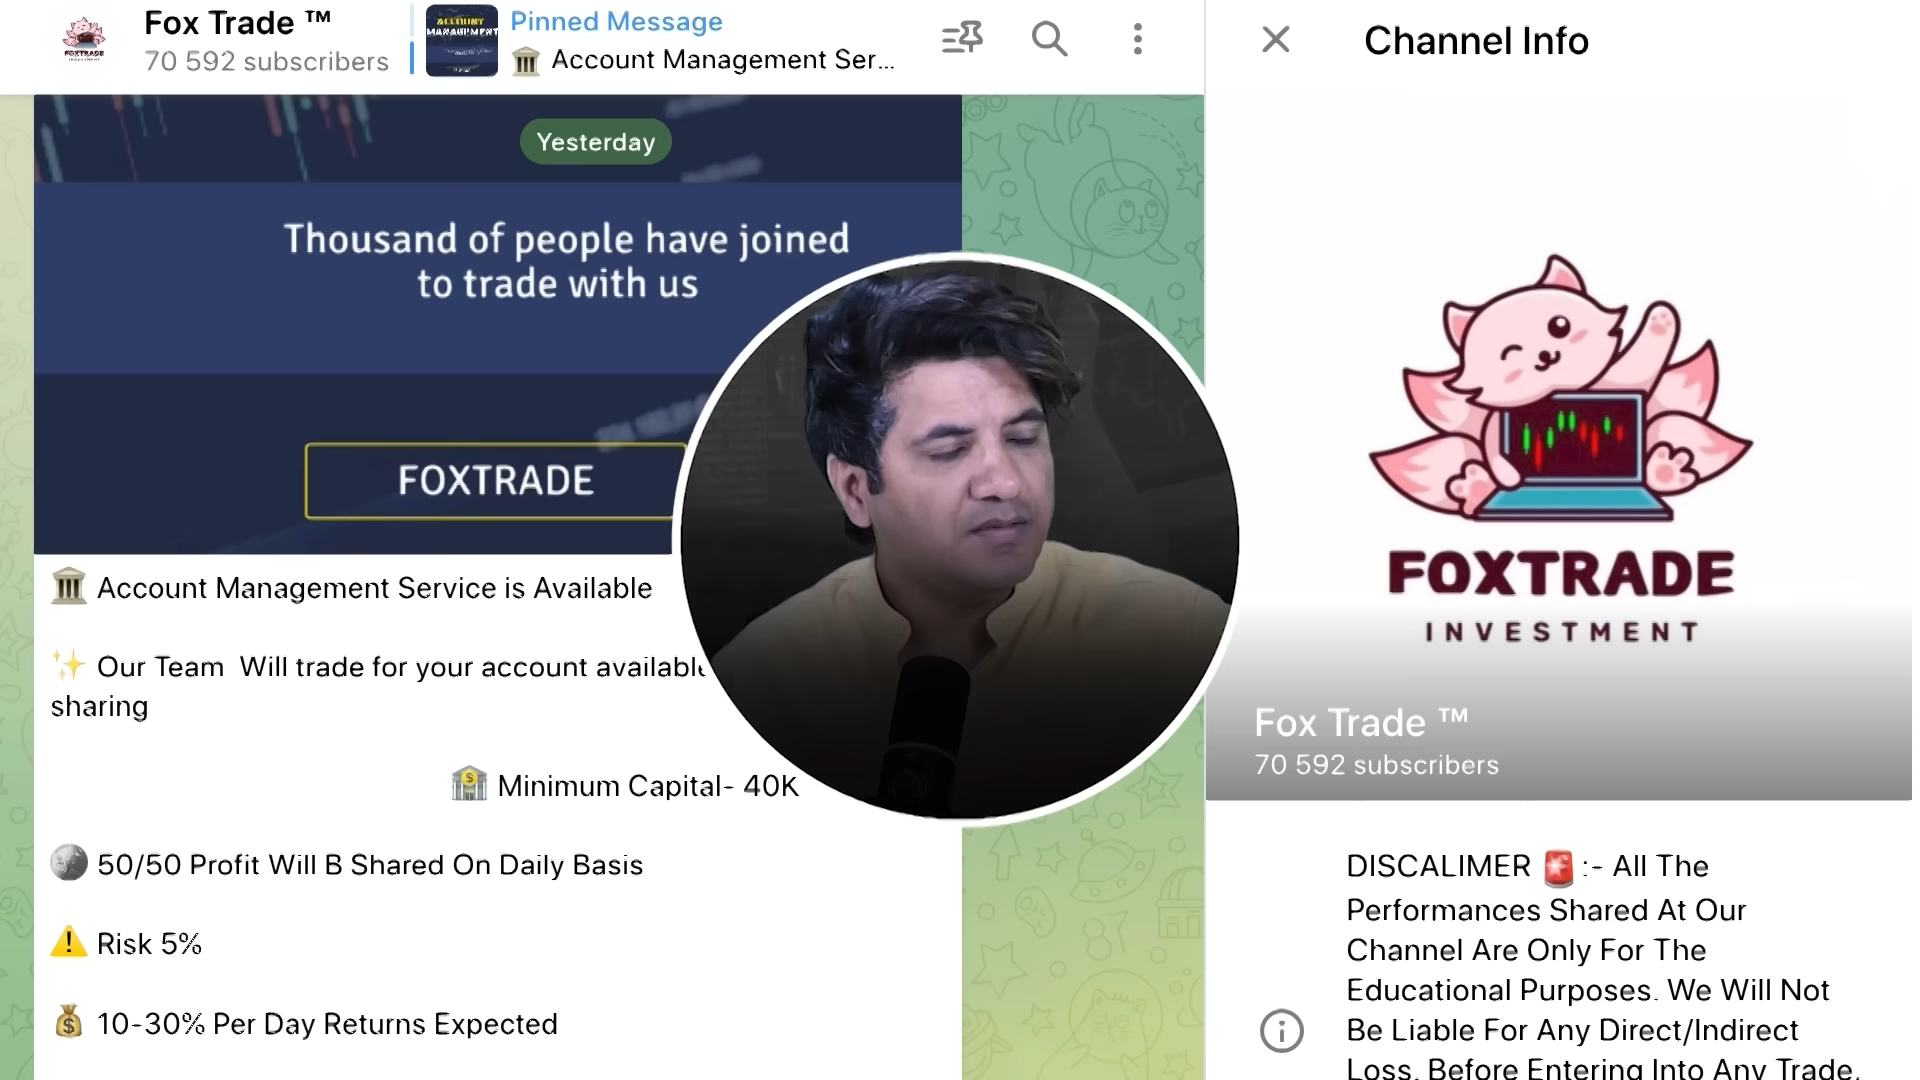 Fox Trade ™
70 592 subscribers
ACCOUNT
MANAGEMENT
Pinned Message
Account Management Ser...
Yesterday
Thousand of people have joined
to trade with us
FOXTRADE
Account Management Service is Available
Our Team Will trade for your account
sharing
Minimum Capital- 40K
50/50 Profit Will B Shared On Daily Basis
Risk 5%
10-30% Per Day Returns Expected
Channel Info
FOXTRADE
INVESTMENT
Fox Trade ™
70 592 subscribers
DISCALIMER :- All The
Performances Shared At Our
Channel Are Only For The
Educational Purposes. We Will Not
Be Liable For Any Direct/Indirect
Loss. Before Entering Into Any Trade,